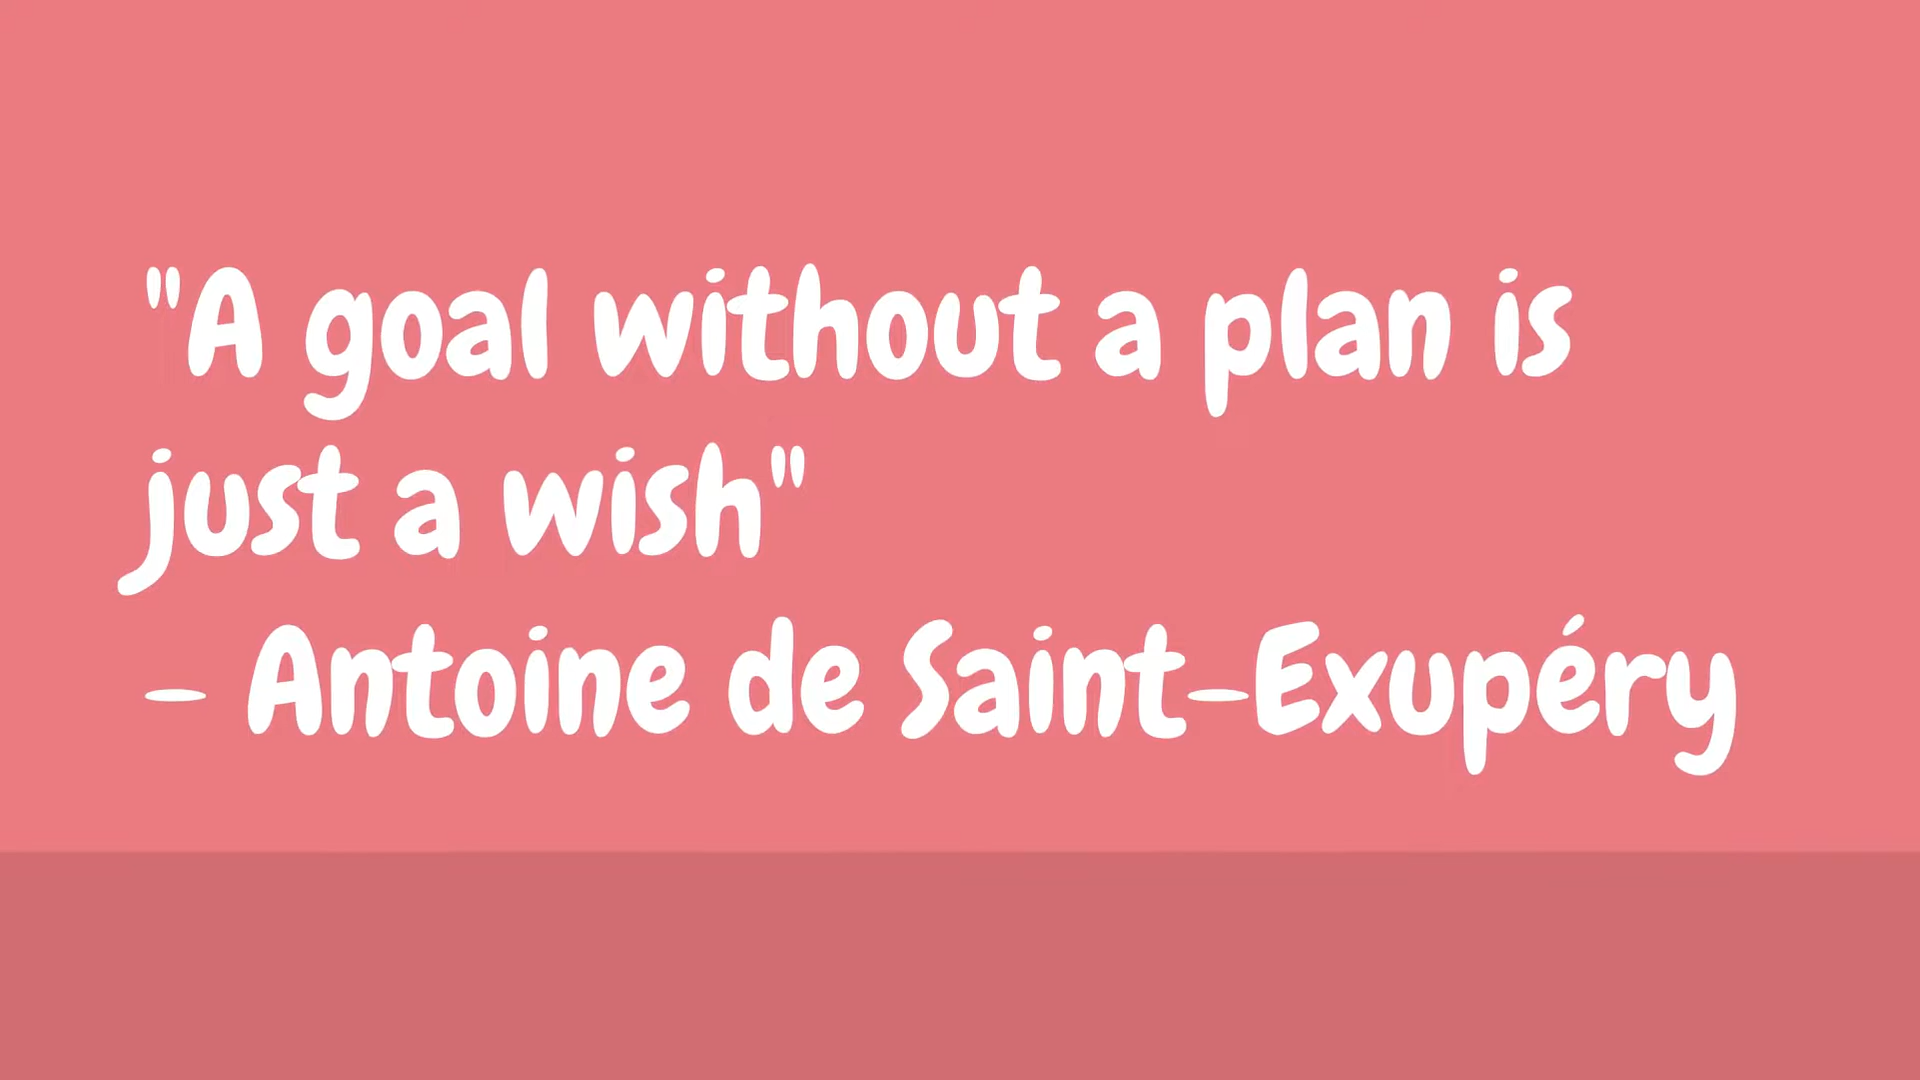 "A goal without a plan is
just a wish"
- Antoine de Saint-Exupéry